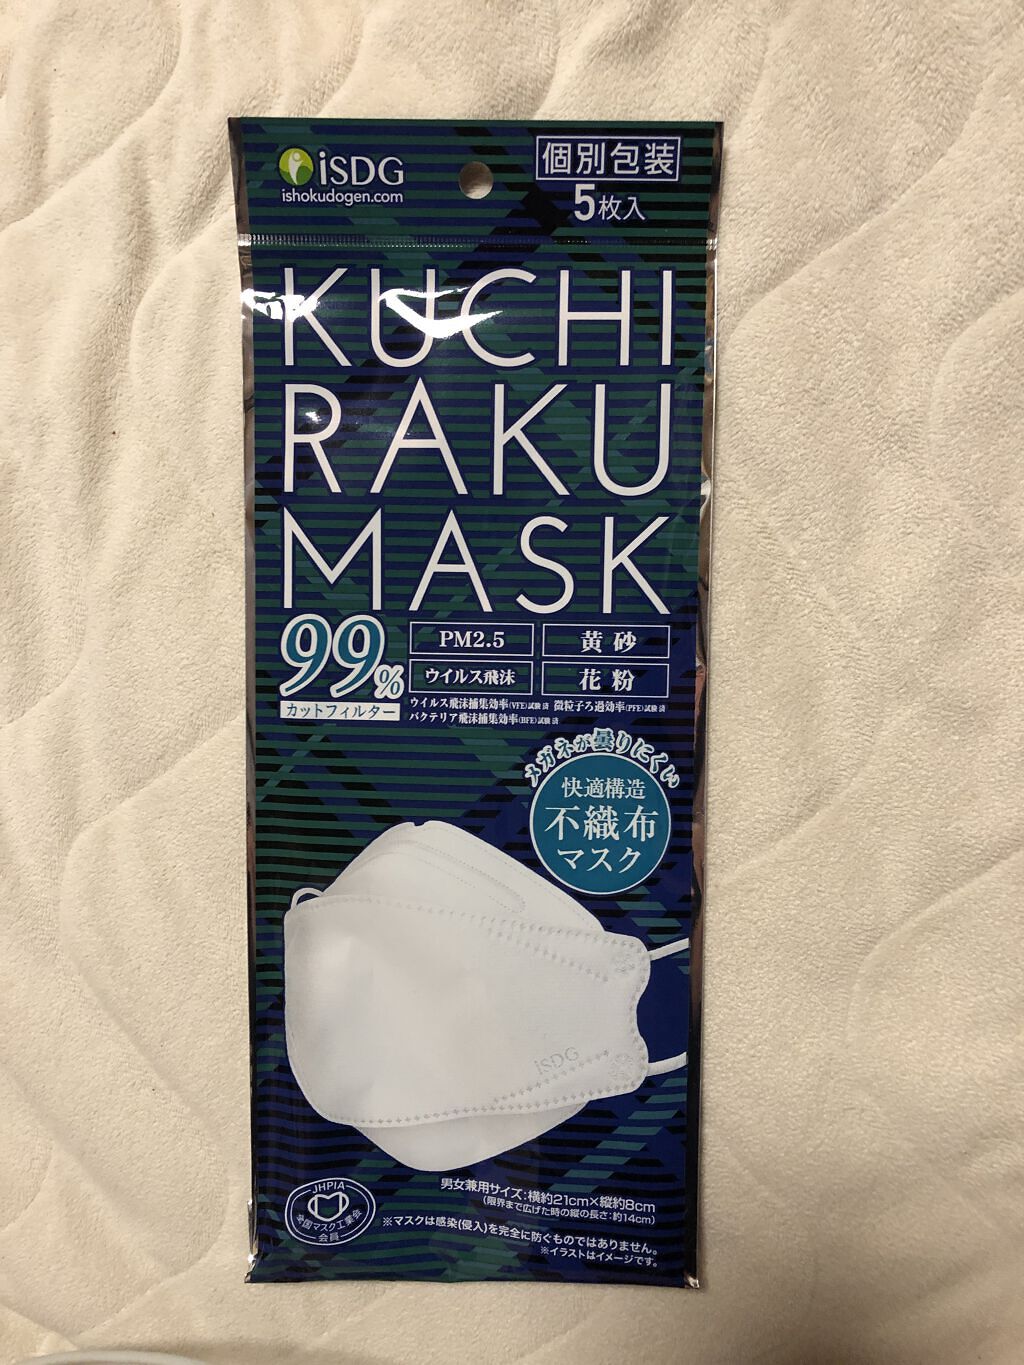 iSDG
ishokudogen.com
個別包装
5枚入
KUCHI
RAKU
MASK
99%
カットフィルター
PM2.5
黄砂
ウイルス飛沫
花粉
ウイルス飛沫捕集効率(VFE)試験済 微粒子ろ過効率(PFE)試験済
バクテリア飛沫捕集効率(BFE)試験済
メガネが曇りにくい
快適構造
不織布
マスク
iSDG
JHPIA
全国マスク工業会
会員
男女兼用サイズ:横約21cm×縦約8cm
(限界まで広げた時の縦の長さ:約14cm)
※マスクは感染(侵入)を完全に防ぐものではありません。
※イラストはイメージです。